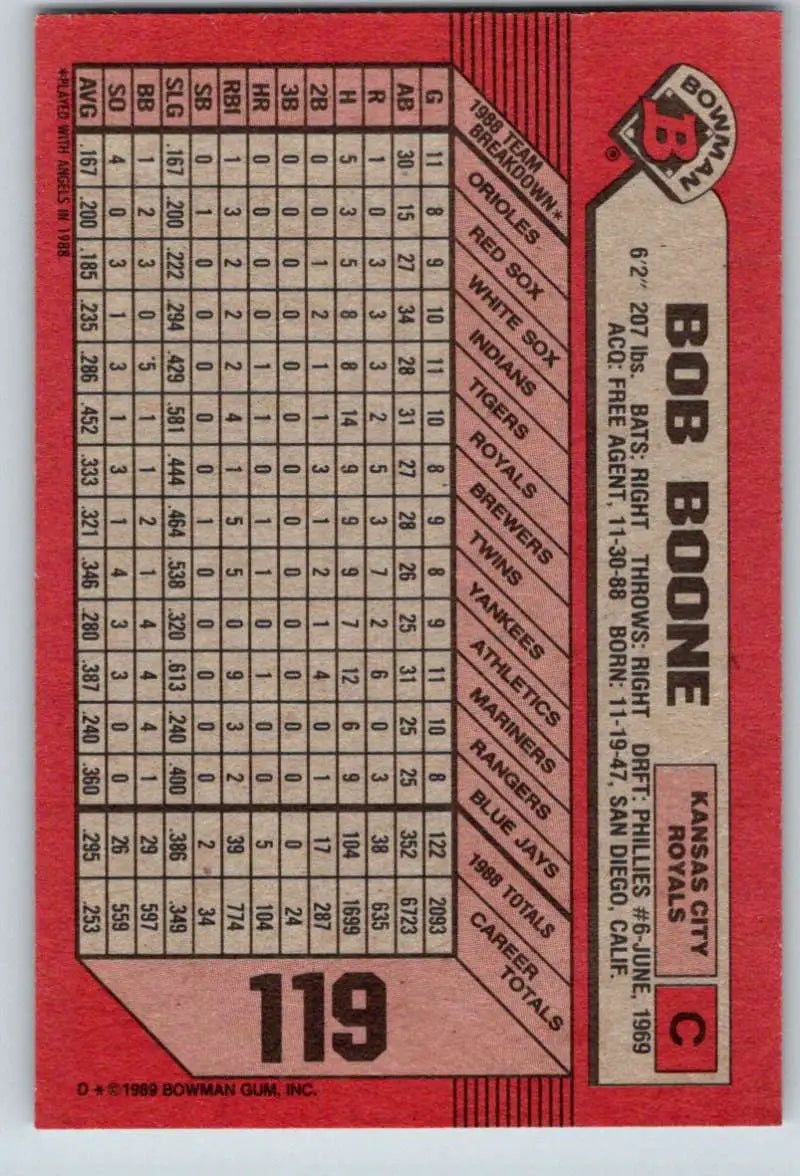 BOWMAN
B
®
BOB BOONE
KANSAS CITY
ROYALS
C
6'2" 207 lbs. BATS: RIGHT THROWS: RIGHT DRFT: PHILLIES #6-JUNE, 1969
ACQ: FREE AGENT, 11-30-88 BORN: 11-19-47, SAN DIEGO, CALIF.
1988 TEAM
BREAKDOWN*
ORIOLES
RED SOX
WHITE SOX
INDIANS
TIGERS
ROYALS
BREWERS
TWINS
YANKEES
ATHLETICS
MARINERS
RANGERS
BLUE JAYS
1988 TOTALS
CAREER
TOTALS
G 11 8 9 10 11 10 8 9 8 9 11 10 8 122 2093
AB 30 15 27 34 28 31 27 28 26 25 31 25 25 352 6723
R 1 0 3 3 3 2 5 3 7 2 6 0 3 38 635
H 5 3 5 8 8 14 9 9 9 7 12 6 9 104 1699
2B 0 0 1 2 1 1 3 1 2 1 4 0 1 17 287
3B 0 0 0 0 0 0 0 0 0 0 0 0 0 0 24
HR 0 0 0 0 1 1 0 1 1 0 1 0 0 5 104
RBI 1 3 2 2 2 4 1 5 5 0 9 3 2 39 774
SB 0 1 0 0 0 0 0 1 0 0 0 0 0 2 34
SLG .167 .200 .222 .294 .429 .581 .444 .464 .538 .320 .613 .240 .400 .386 .349
BB 1 2 3 0 5 1 1 2 1 4 4 4 1 29 597
SO 4 0 3 1 3 1 3 1 4 3 3 0 0 26 559
AVG .167 .200 .185 .235 .286 .452 .333 .321 .346 .280 .387 .240 .360 .295 .253
*PLAYED WITH ANGELS IN 1988
119
D *©1989 BOWMAN GUM, INC.